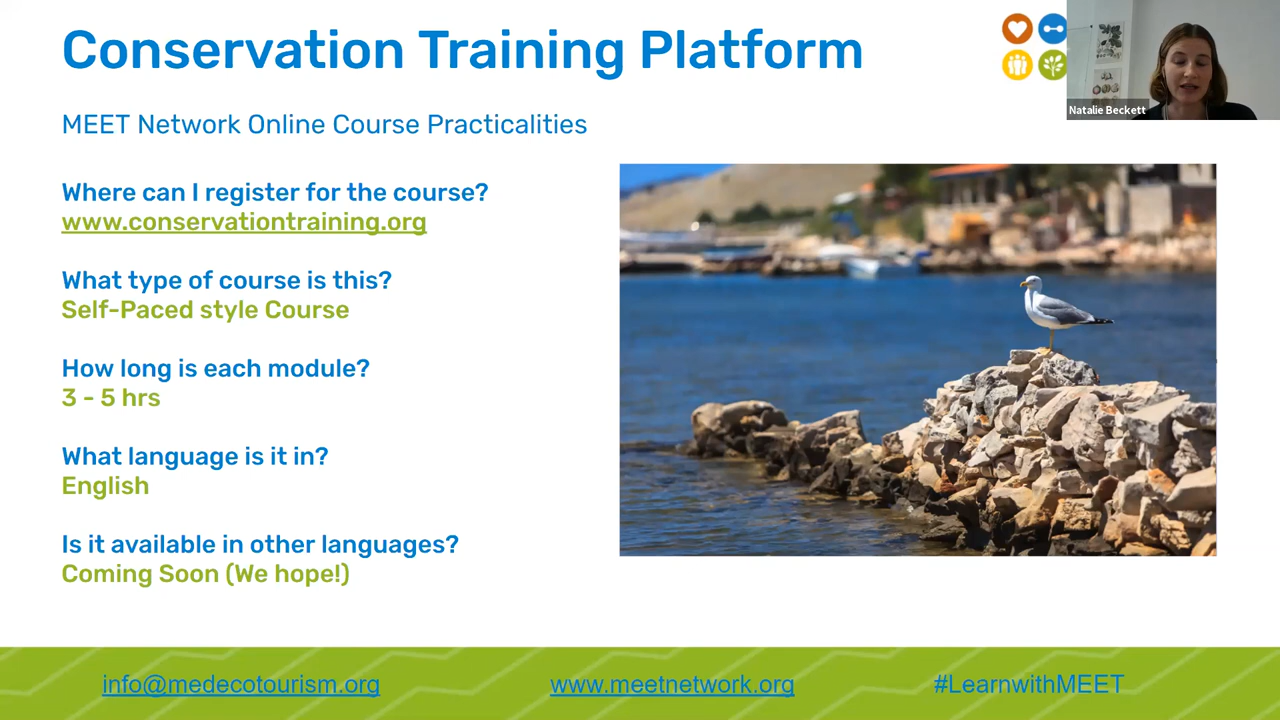 Conservation Training Platform
Natalie Beckett
MEET Network Online Course Practicalities
Where can I register for the course?
www.conservationtraining.org
What type of course is this?
Self-Paced style Course
How long is each module?
3 - 5 hrs
What language is it in?
English
Is it available in other languages?
Coming Soon (We hope!)
info@medecotourism.org
www.meetnetwork.org
#LearnwithMEET